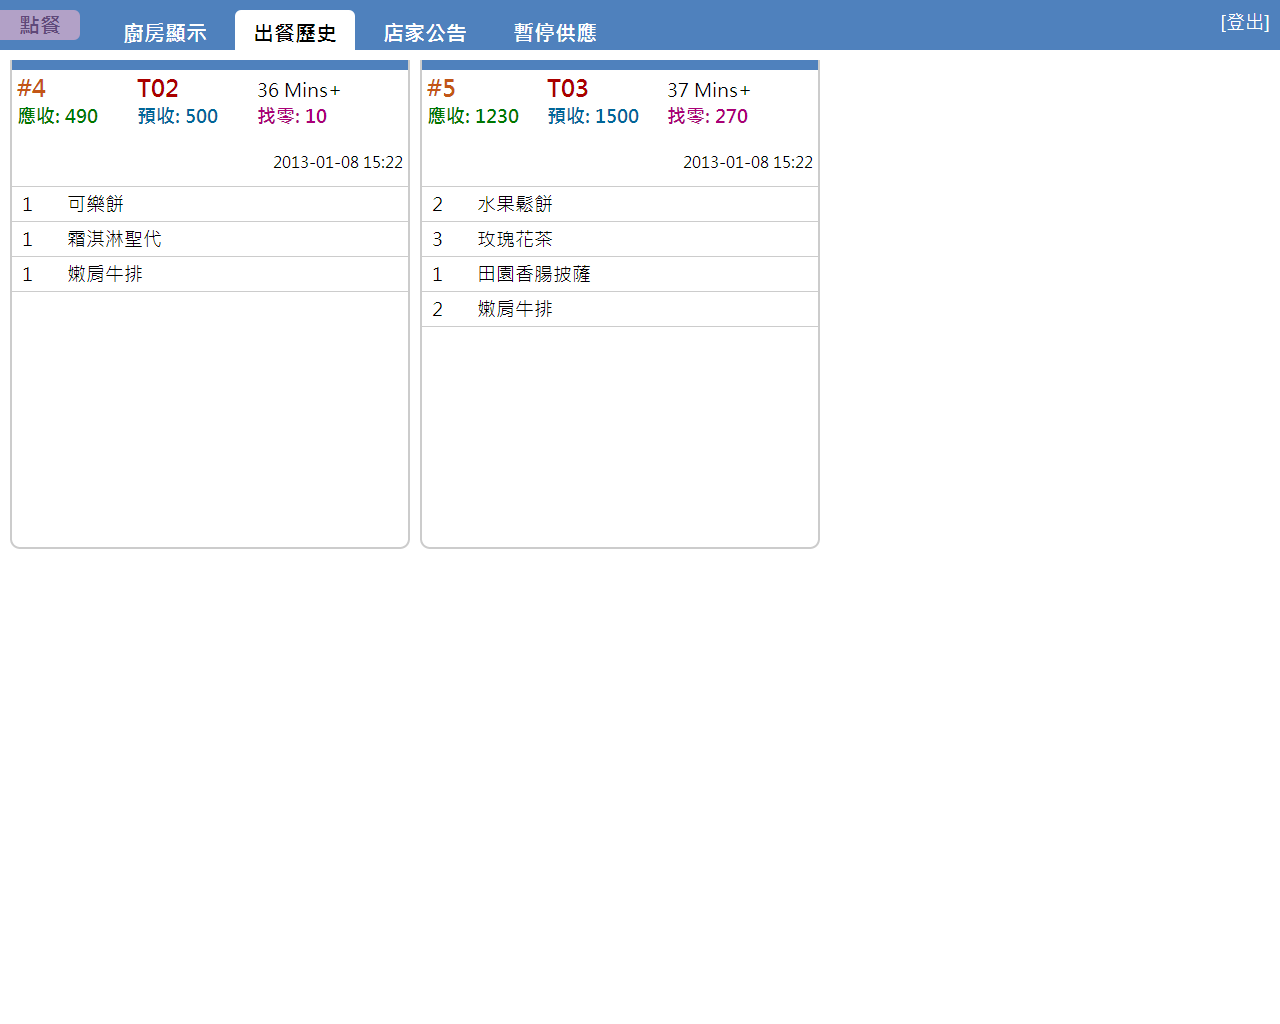 點餐 廚房顯示 出餐歷史 店家公告 暫停供應 [登出]
#4 T02 36 Mins+
應收: 490 預收: 500 找零: 10
2013-01-08 15:22
1 可樂餅
1 霜淇淋聖代
1 嫩肩牛排
#5 T03 37 Mins+
應收: 1230 預收: 1500 找零: 270
2013-01-08 15:22
2 水果鬆餅
3 玫瑰花茶
1 田園香腸披薩
2 嫩肩牛排